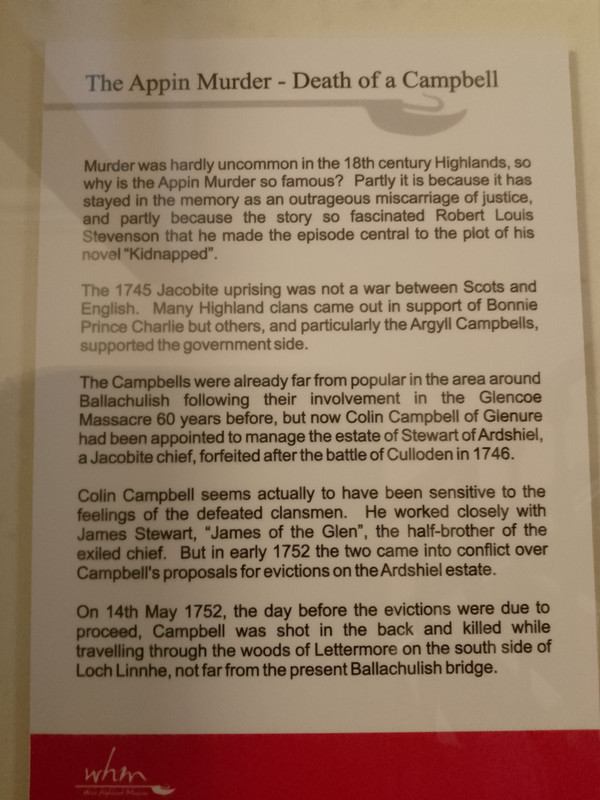 The Appin Murder - Death of a Campbell
Murder was hardly uncommon in the 18th century Highlands, so
why is the Appin Murder so famous? Partly it is because it has
stayed in the memory as an outrageous miscarriage of justice,
and partly because the story so fascinated Robert Louis
Stevenson that he made the episode central to the plot of his
novel "Kidnapped".
The 1745 Jacobite uprising was not a war between Scots and
English. Many Highland clans came out in support of Bonnie
Prince Charlie but others, and particularly the Argyll Campbells,
supported the government side.
The Campbells were already far from popular in the area around
Ballachulish following their involvement in the Glencoe
Massacre 60 years before, but now Colin Campbell of Glenure
had been appointed to manage the estate of Stewart of Ardshiel,
a Jacobite chief, forfeited after the battle of Culloden in 1746.
Colin Campbell seems actually to have been sensitive to the
feelings of the defeated clansmen. He worked closely with
James Stewart, "James of the Glen", the half-brother of the
exiled chief. But in early 1752 the two came into conflict over
Campbell's proposals for evictions on the Ardshiel estate.
On 14th May 1752, the day before the evictions were due to
proceed, Campbell was shot in the back and killed while
travelling through the woods of Lettermore on the south side of
Loch Linnhe, not far from the present Ballachulish bridge.
whm
West Highland Museum